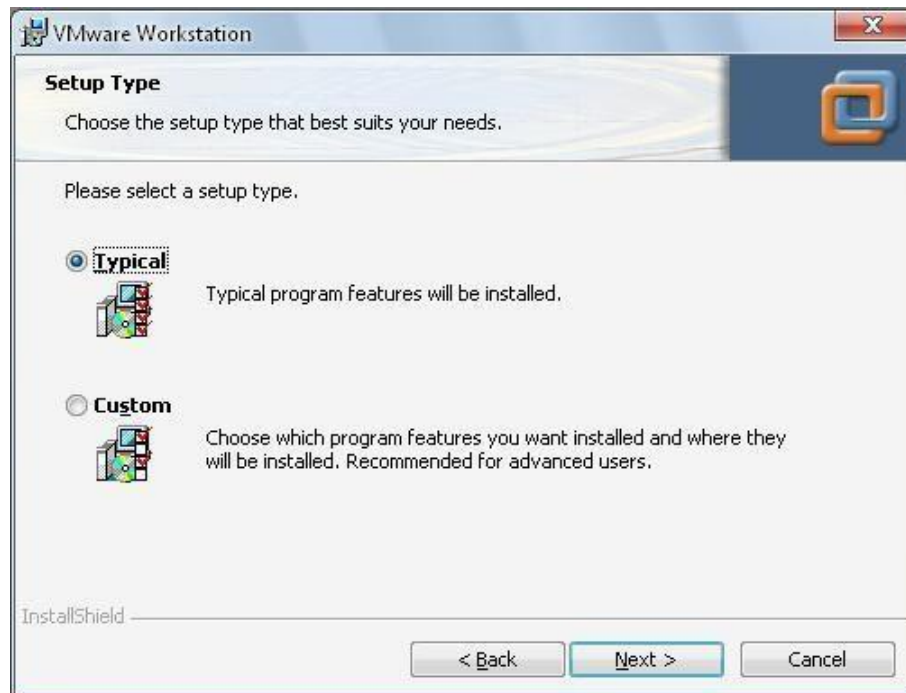 VMware Workstation
Setup Type
Choose the setup type that best suits your needs.
Please select a setup type.
Typical
Typical program features will be installed.
Custom
Choose which program features you want installed and where they
will be installed. Recommended for advanced users.
InstallShield
< Back
Next >
Cancel